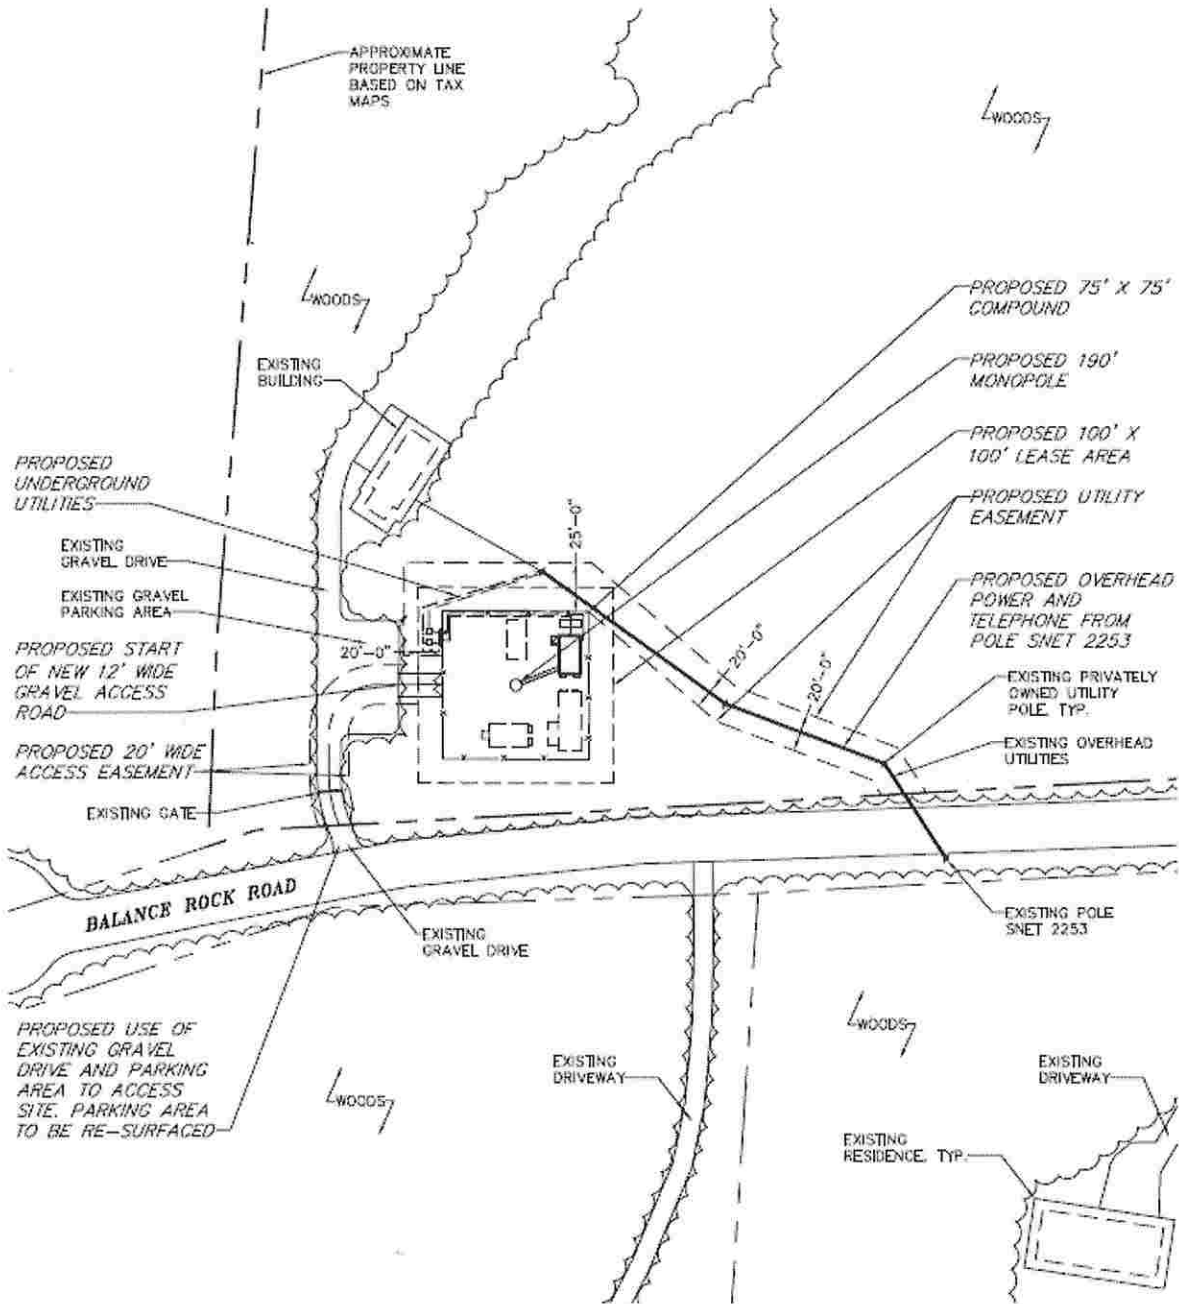 APPROXIMATE
PROPERTY LINE
BASED ON TAX
MAPS
WOODS
WOODS
PROPOSED 75' X 75'
COMPOUND
EXISTING
BUILDING
PROPOSED 190'
MONOPOLE
PROPOSED 100' X
100' LEASE AREA
PROPOSED
UNDERGROUND
UTILITIES
PROPOSED UTILITY
EASEMENT
25'-0"
EXISTING
GRAVEL DRIVE
EXISTING GRAVEL
PARKING AREA
PROPOSED OVERHEAD
POWER AND
TELEPHONE FROM
POLE SNET 2253
20'-0"
20'-0"
20'-0"
PROPOSED START
OF NEW 12' WIDE
GRAVEL ACCESS
ROAD
EXISTING PRIVATELY
OWNED UTILITY
POLE, TYP.
PROPOSED 20' WIDE
ACCESS EASEMENT
EXISTING OVERHEAD
UTILITIES
EXISTING GATE
BALANCE ROCK ROAD
EXISTING
GRAVEL DRIVE
EXISTING POLE
SNET 2253
PROPOSED USE OF
EXISTING GRAVEL
DRIVE AND PARKING
AREA TO ACCESS
SITE. PARKING AREA
TO BE RE-SURFACED
WOODS
WOODS
EXISTING
DRIVEWAY
EXISTING
DRIVEWAY
EXISTING
RESIDENCE, TYP.